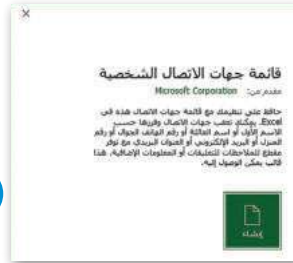 قائمة جهات الاتصال الشخصية
مقدم من: Microsoft Corporation
حافظ على تنظيمك مع قائمة جهات الاتصال هذه في
Excel. يمكنك تعقب جهات الاتصال وفرزها حسب
الاسم الأول أو اسم العائلة أو رقم الهاتف الجوال أو رقم
المنزل أو البريد الإلكتروني أو العنوان البريدي مع توفر
مقطع للملاحظات للتعليقات أو المعلومات الإضافية. هذا
قالب يمكن الوصول إليه.
إنشاء